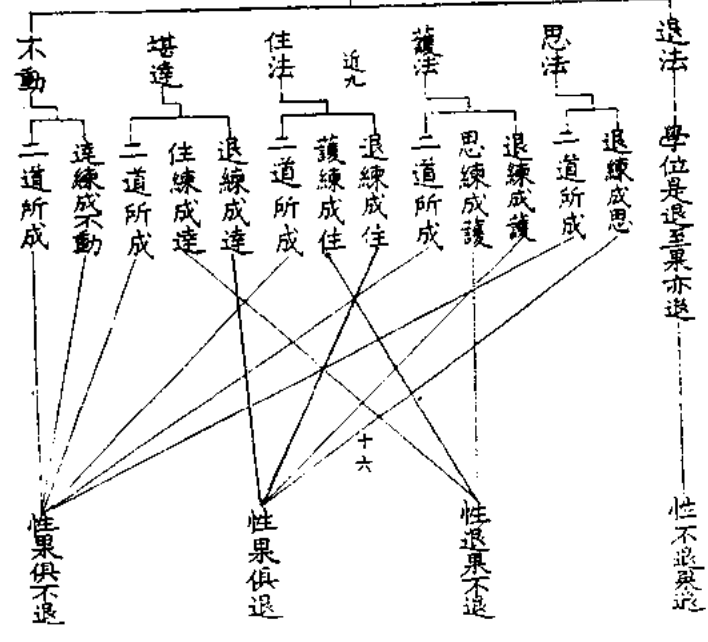 退法
思法
護法
近九
住法
堪達
不動
學位是退至果亦退
退練成思
二道所成
退練成護
思練成護
二道所成
退練成住
護練成住
二道所成
退練成達
住練成達
二道所成
達練成不動
二道所成
十六
性不退果退
性退果不退
性果俱退
性果俱不退